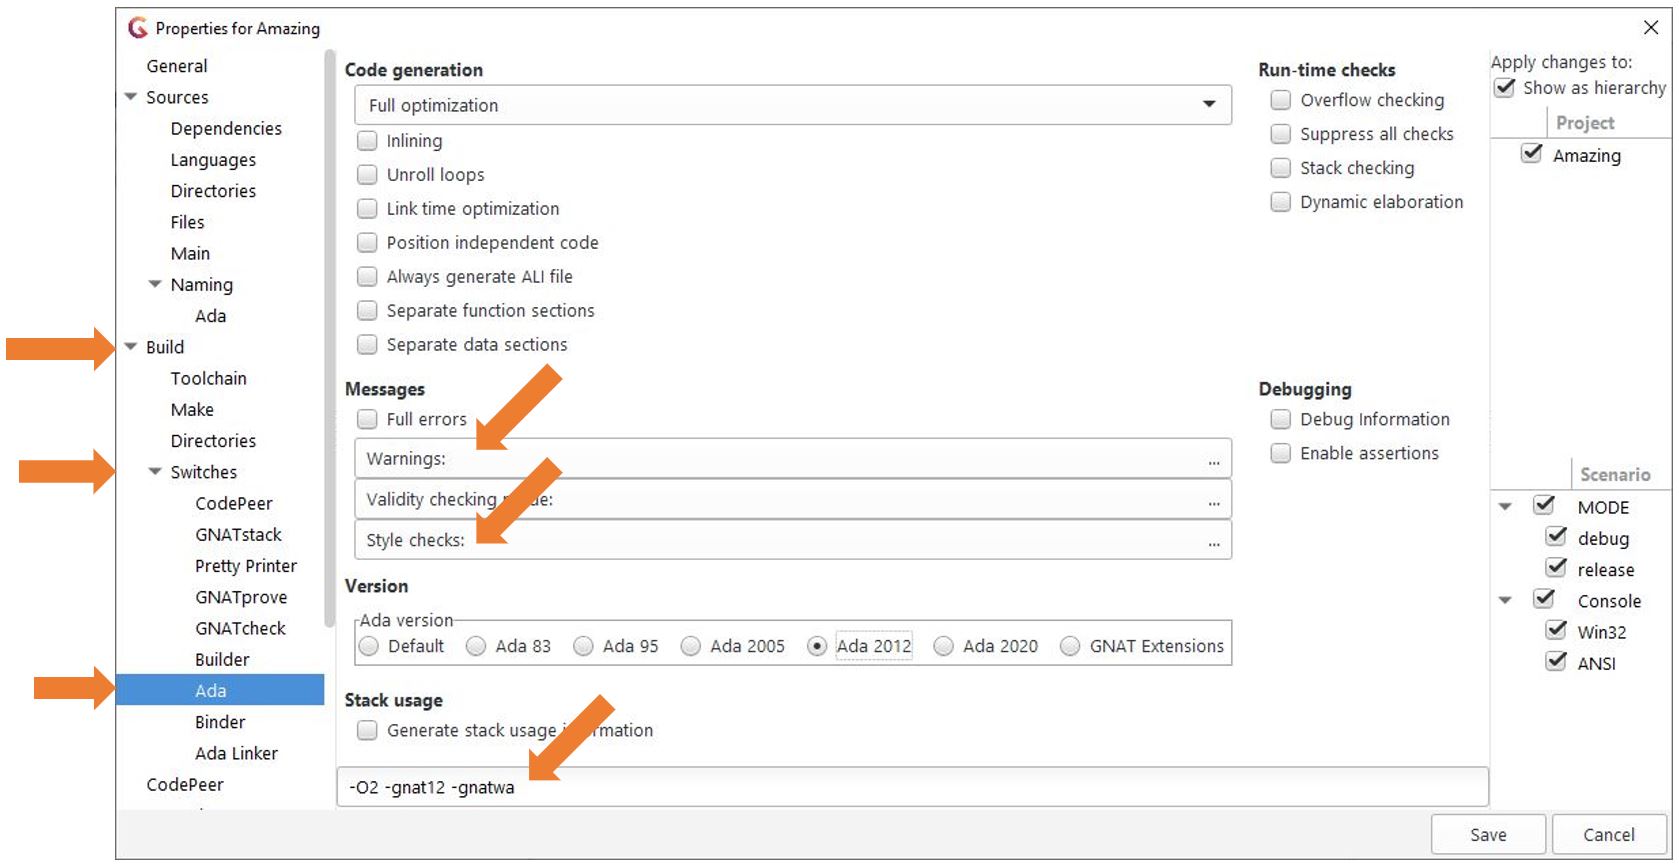 Properties for Amazing
General
Sources
Dependencies
Languages
Directories
Files
Main
Naming
Ada
Build
Toolchain
Make
Directories
Switches
CodePeer
GNATstack
Pretty Printer
GNATprove
GNATcheck
Builder
Ada
Binder
Ada Linker
CodePeer
Code generation
Full optimization
Inlining
Unroll loops
Link time optimization
Position independent code
Always generate ALI file
Separate function sections
Separate data sections
Messages
Full errors
Warnings: ...
Validity checking mode: ...
Style checks: ...
Version
Ada version
Default Ada 83 Ada 95 Ada 2005 Ada 2012 Ada 2020 GNAT Extensions
Stack usage
Generate stack usage information
-O2 -gnat12 -gnatwa
Run-time checks
Overflow checking
Suppress all checks
Stack checking
Dynamic elaboration
Debugging
Debug Information
Enable assertions
Apply changes to:
Show as hierarchy
Project
Amazing
Scenario
MODE
debug
release
Console
Win32
ANSI
Save Cancel